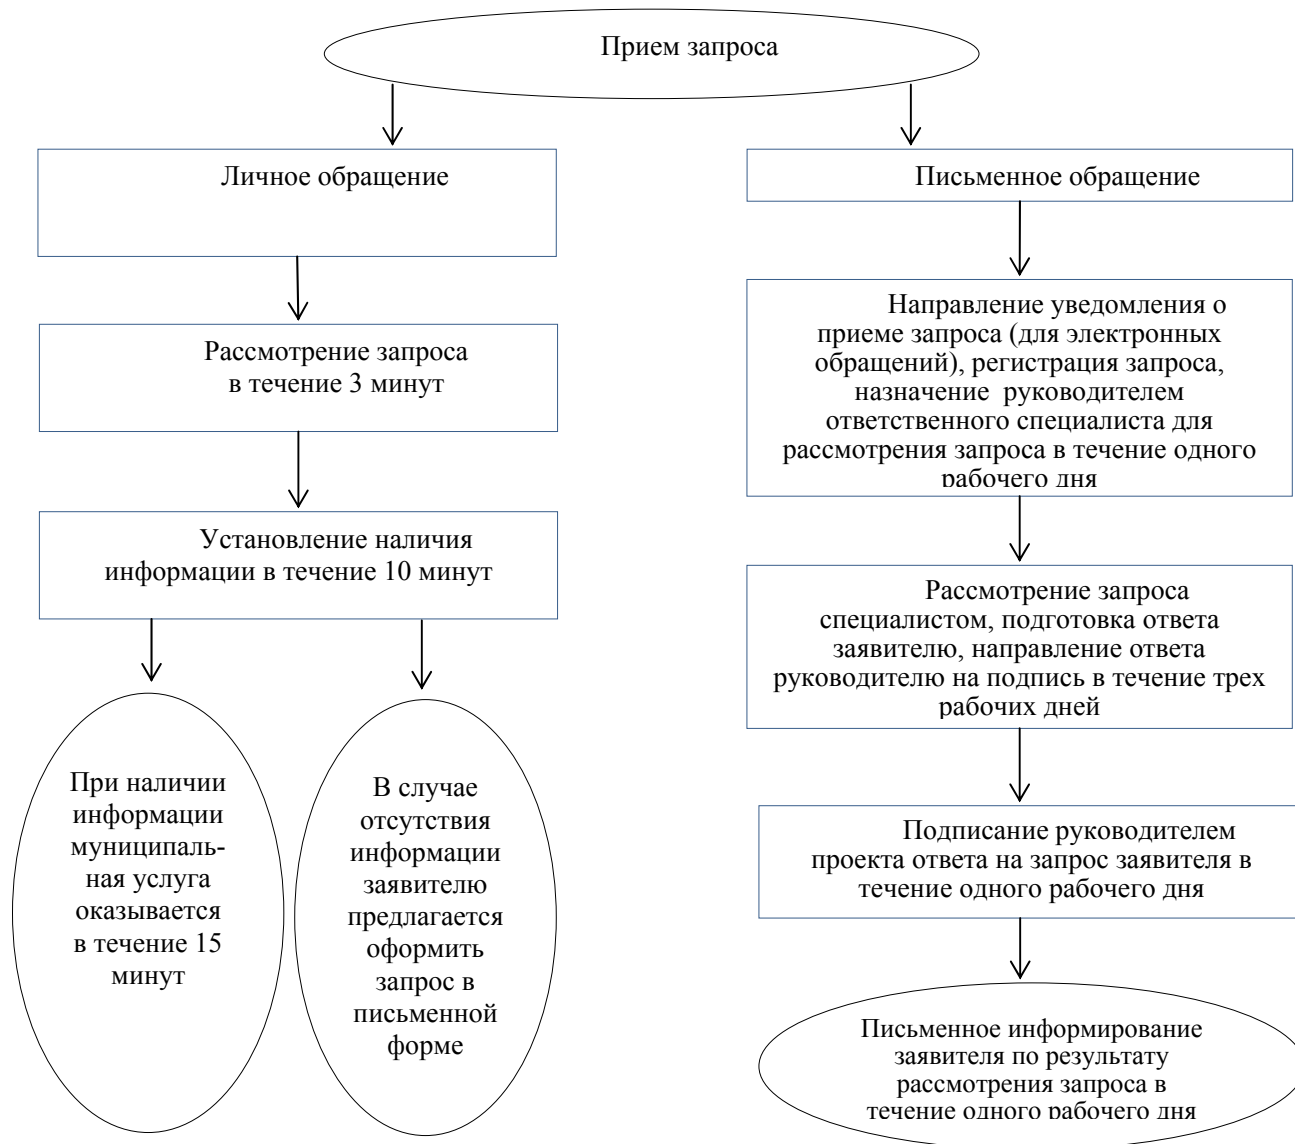 Прием запроса
Личное обращение
Рассмотрение запроса
в течение 3 минут
Установление наличия
информации в течение 10 минут
При наличии
информации
муниципаль-
ная услуга
оказывается
в течение 15
минут
В случае
отсутствия
информации
заявителю
предлагается
оформить
запрос в
письменной
форме
Письменное обращение
Направление уведомления о
приеме запроса (для электронных
обращений), регистрация запроса,
назначение руководителем
ответственного специалиста для
рассмотрения запроса в течение одного
рабочего дня
Рассмотрение запроса
специалистом, подготовка ответа
заявителю, направление ответа
руководителю на подпись в течение трех
рабочих дней
Подписание руководителем
проекта ответа на запрос заявителя в
течение одного рабочего дня
Письменное информирование
заявителя по результату
рассмотрения запроса в
течение одного рабочего дня